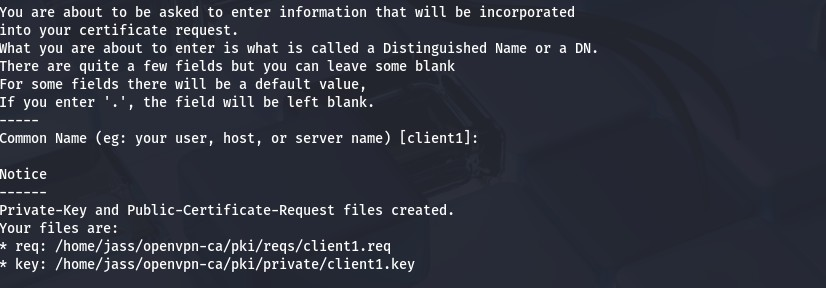 You are about to be asked to enter information that will be incorporated
into your certificate request.
What you are about to enter is what is called a Distinguished Name or a DN.
There are quite a few fields but you can leave some blank
For some fields there will be a default value,
If you enter '.', the field will be left blank.
-----
Common Name (eg: your user, host, or server name) [client1]:
Notice
------
Private-Key and Public-Certificate-Request files created.
Your files are:
* req: /home/jass/openvpn-ca/pki/reqs/client1.req
* key: /home/jass/openvpn-ca/pki/private/client1.key